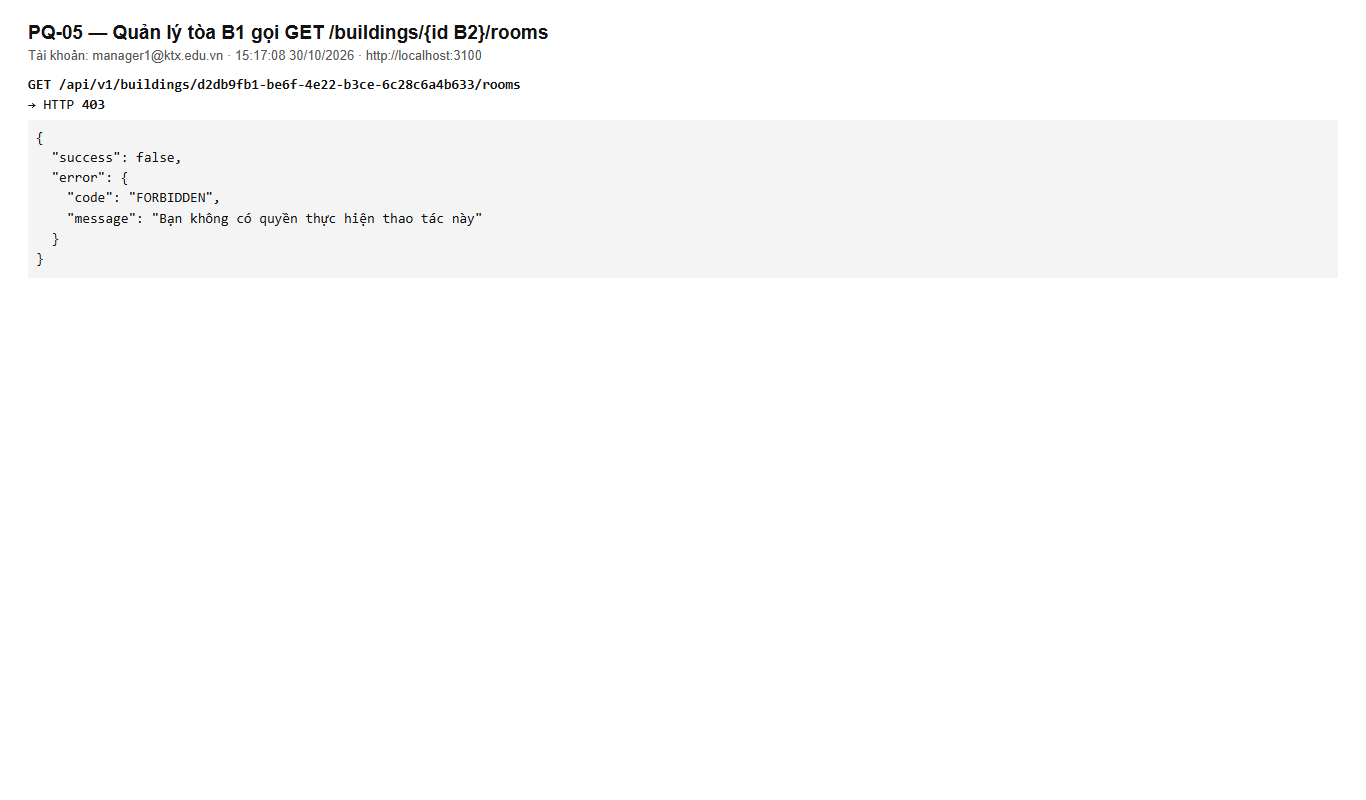 PQ-05 — Quản lý tòa B1 gọi GET /buildings/{id B2}/rooms
Tài khoản: manager1@ktx.edu.vn · 15:17:08 30/10/2026 · http://localhost:3100
GET /api/v1/buildings/d2db9fb1-be6f-4e22-b3ce-6c28c6a4b633/rooms
→ HTTP 403
{
  "success": false,
  "error": {
    "code": "FORBIDDEN",
    "message": "Bạn không có quyền thực hiện thao tác này"
  }
}